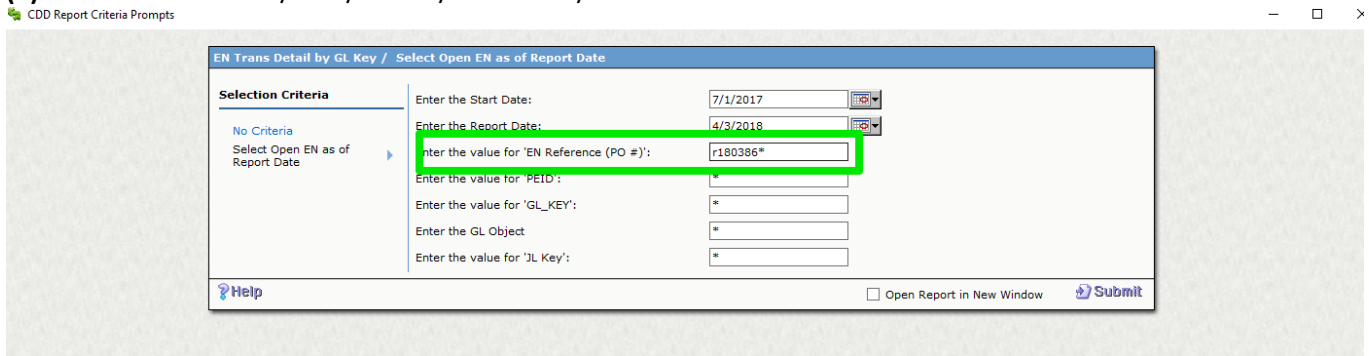 CDD Report Criteria Prompts
EN Trans Detail by GL Key / Select Open EN as of Report Date
Selection Criteria
No Criteria
Select Open EN as of
Report Date
Enter the Start Date: 7/1/2017
Enter the Report Date: 4/3/2018
Enter the value for 'EN Reference (PO #)': r180386*
Enter the value for 'PEID': *
Enter the value for 'GL_KEY': *
Enter the GL Object *
Enter the value for 'JL Key': *
Help
Open Report in New Window
Submit